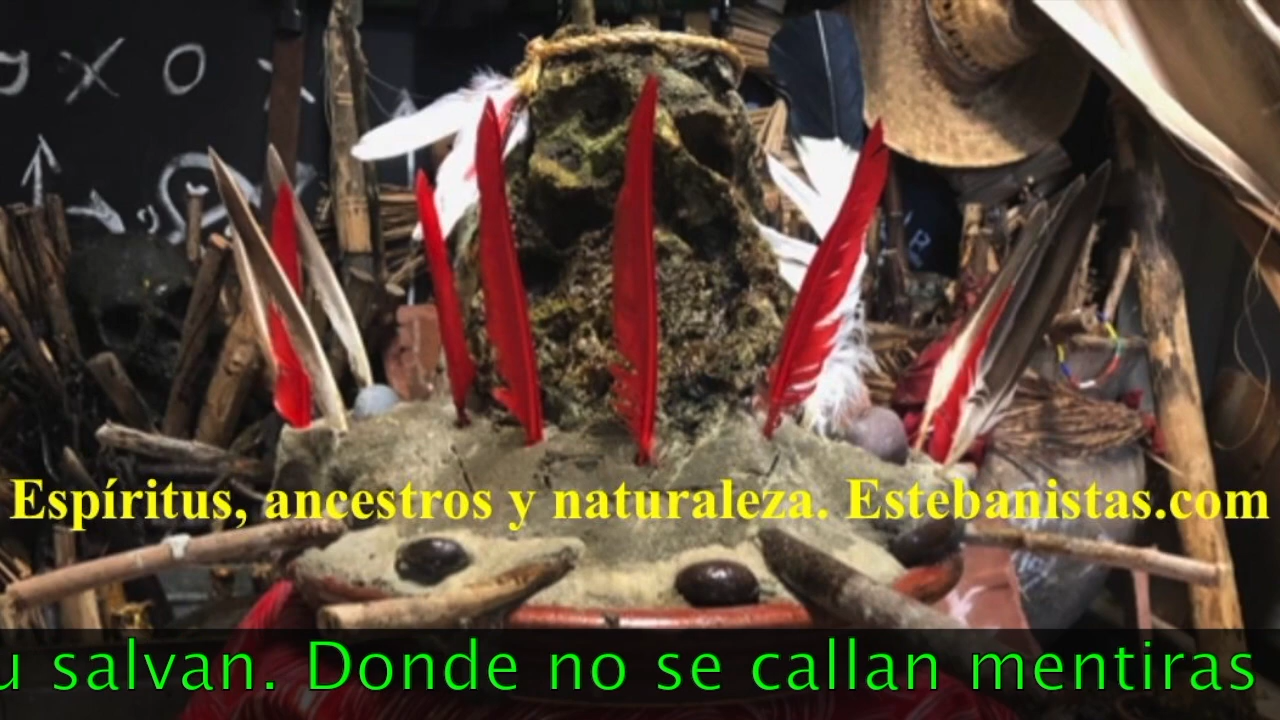 Espíritus, ancestros y naturaleza. Estebanistas.com
salvan. Donde no se callan mentiras